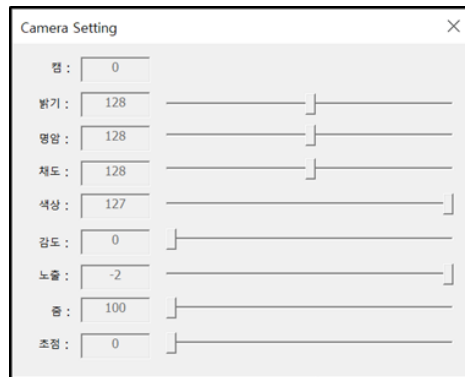 Camera Setting
캠 : 0
밝기 : 128
명암 : 128
채도 : 128
색상 : 127
감도 : 0
노출 : -2
줌 : 100
초점 : 0